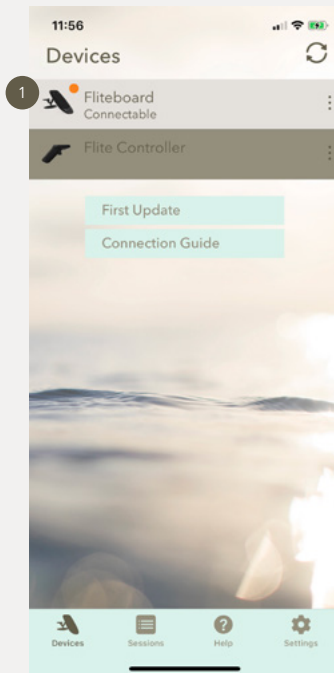 11:56
Devices
1
Fliteboard
Connectable
Flite Controller
First Update
Connection Guide
Devices Sessions Help Settings